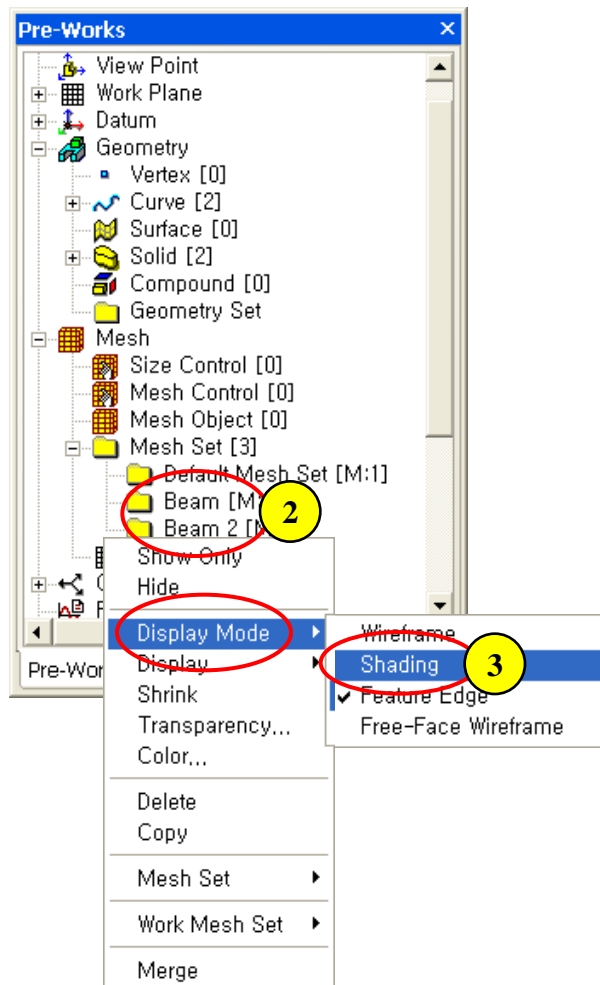 Pre-Works
View Point
Work Plane
Datum
Geometry
Vertex [0]
Curve [2]
Surface [0]
Solid [2]
Compound [0]
Geometry Set
Mesh
Size Control [0]
Mesh Control [0]
Mesh Object [0]
Mesh Set [3]
Default Mesh Set [M:1]
Beam [M
2
Beam 2 [
Show Only
Hide
Display Mode
Wireframe
Pre-Wor
Display
Shading
3
Shrink
Feature Edge
Transparency...
Free-Face Wireframe
Color...
Delete
Copy
Mesh Set
Work Mesh Set
Merge